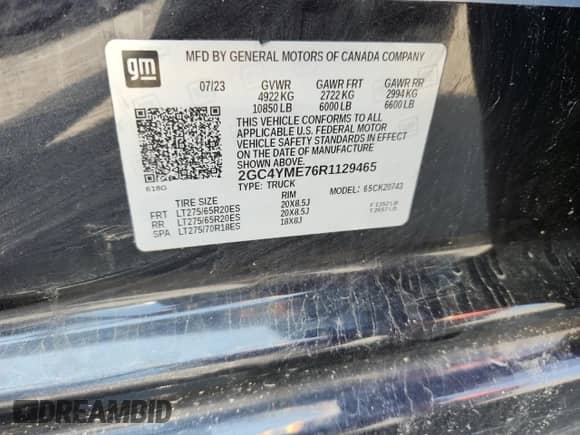 gm
MFD BY GENERAL MOTORS OF CANADA COMPANY
07/23 GVWR GAWR FRT GAWR RR
4922 KG 2722 KG 2994 KG
10850 LB 6000 LB 6600 LB
THIS VEHICLE CONFORMS TO ALL
APPLICABLE U.S. FEDERAL MOTOR
VEHICLE SAFETY STANDARDS IN EFFECT
ON THE DATE OF MANUFACTURE
SHOWN ABOVE.
618G 2GC4YME76R1129465
TYPE: TRUCK MODEL: 65CK20743
TIRE SIZE RIM
FRT LT275/65R20ES 20X8.5J
RR LT275/65R20ES 20X8.5J
SPA LT275/70R18ES 18X8J
DREAMBID